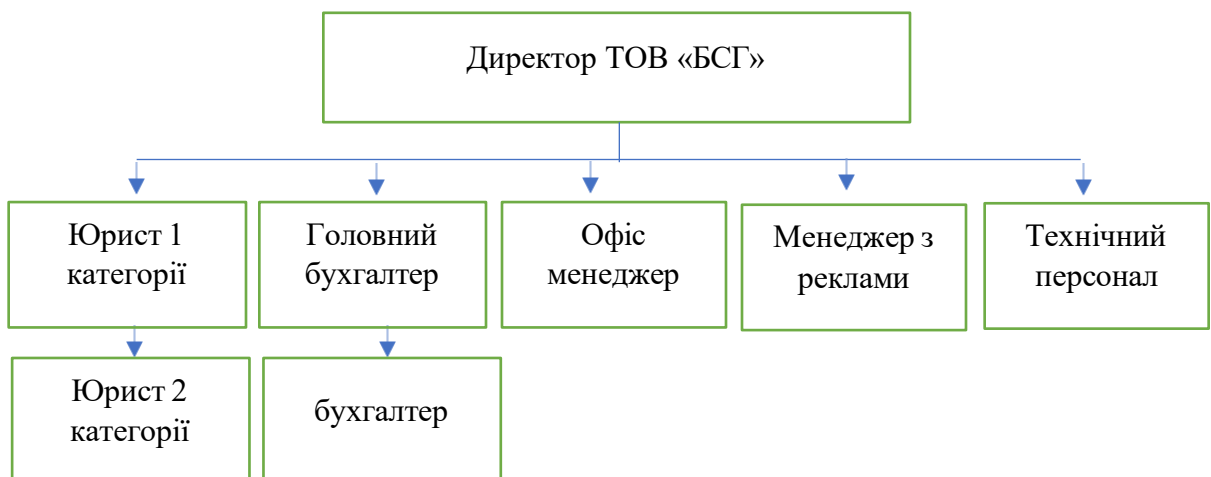 Директор ТОВ «БСГ»
Юрист 1
категорії
Головний
бухгалтер
Офіс
менеджер
Менеджер з
реклами
Технічний
персонал
Юрист 2
категорії
бухгалтер